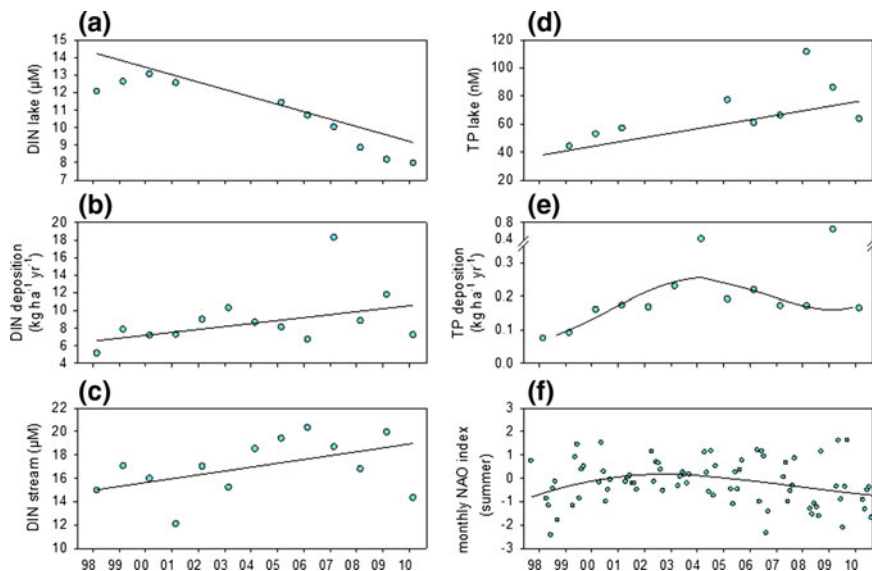 (a)
DIN lake (µM)
15
14
13
12
11
10
9
8
7
(b)
DIN deposition
(kg ha⁻¹ yr⁻¹)
20
18
16
14
12
10
8
6
4
(c)
DIN stream (µM)
22
20
18
16
14
12
10
98 99 00 01 02 03 04 05 06 07 08 09 10
(d)
TP lake (nM)
120
100
80
60
40
20
(e)
TP deposition
(kg ha⁻¹ yr⁻¹)
0.8
0.4
0.2
0.1
0.0
(f)
monthly NAO index
(summer)
3
2
1
0
-1
-2
-3
98 99 00 01 02 03 04 05 06 07 08 09 10